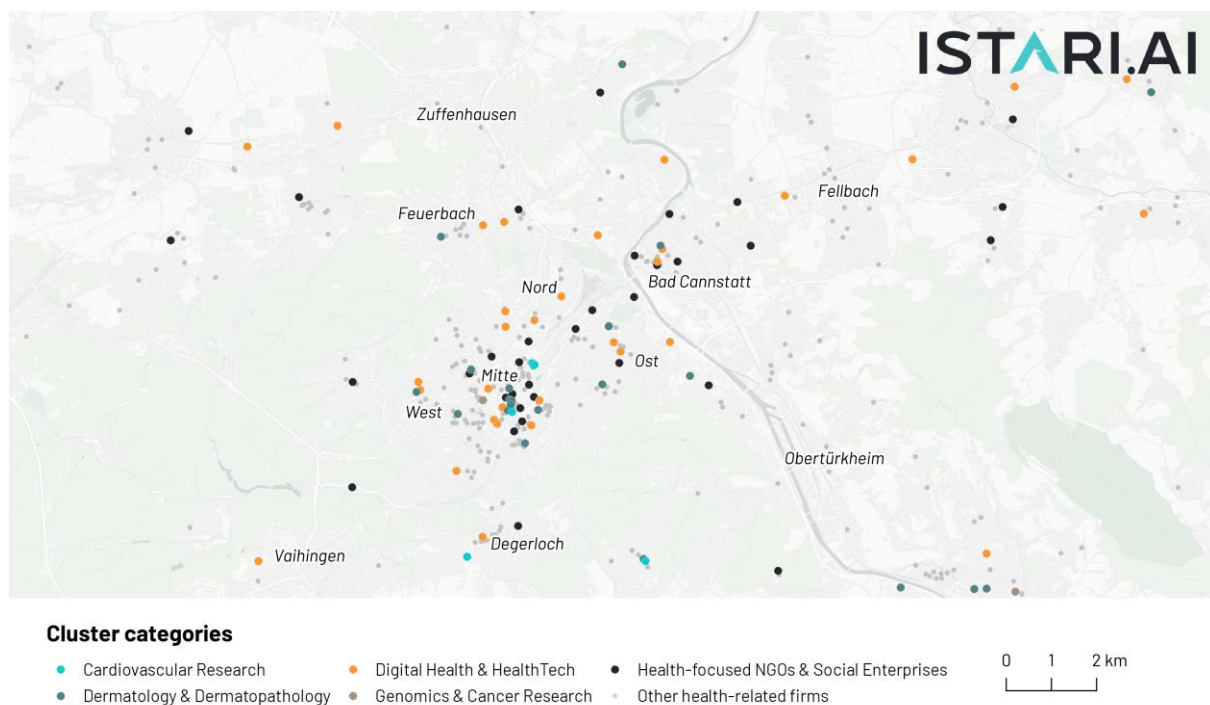 ISTARI.AI
Zuffenhausen
Fellbach
Feuerbach
Bad Cannstatt
Nord
Ost
Mitte
West
Obertürkheim
Degerloch
Vaihingen
Cluster categories
Cardiovascular Research
Digital Health & HealthTech
Health-focused NGOs & Social Enterprises
Dermatology & Dermatopathology
Genomics & Cancer Research
Other health-related firms
0 1 2 km